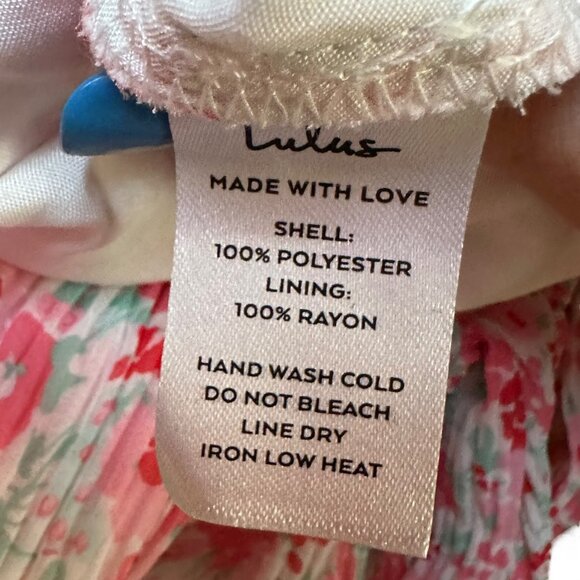 Lulus
MADE WITH LOVE
SHELL:
100% POLYESTER
LINING:
100% RAYON
HAND WASH COLD
DO NOT BLEACH
LINE DRY
IRON LOW HEAT